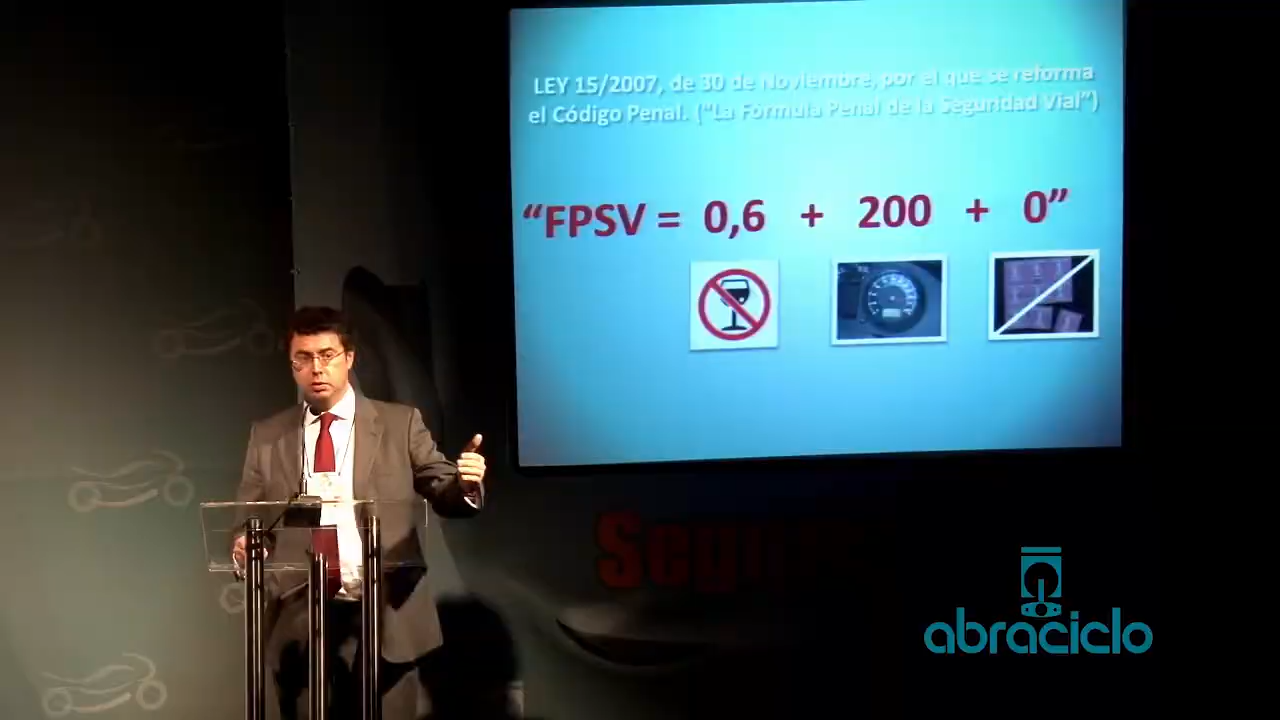 LEY 15/2007, de 30 de Noviembre, por el que se reforma
el Código Penal. ("La Fórmula Penal de la Seguridad Vial")
"FPSV = 0,6 + 200 + 0"
abraciclo